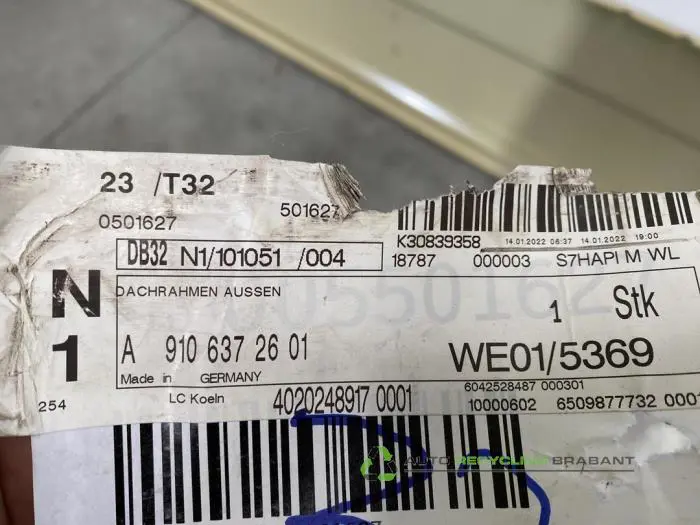 23 /T32
0501627 501627
K30839358 14.01.2022 06:37 14.01.2022 19:00
DB32 N1/101051 /004 18787 000003 S7HAPI M WL
N
DACHRAHMEN AUSSEN
1 Stk
1
A 910 637 26 01 WE01/5369
Made in GERMANY
6042528487 000301
254 LC Koeln 4020248917 0001 10000602 6509877732 0001
AUTO RECYCLING BRABANT